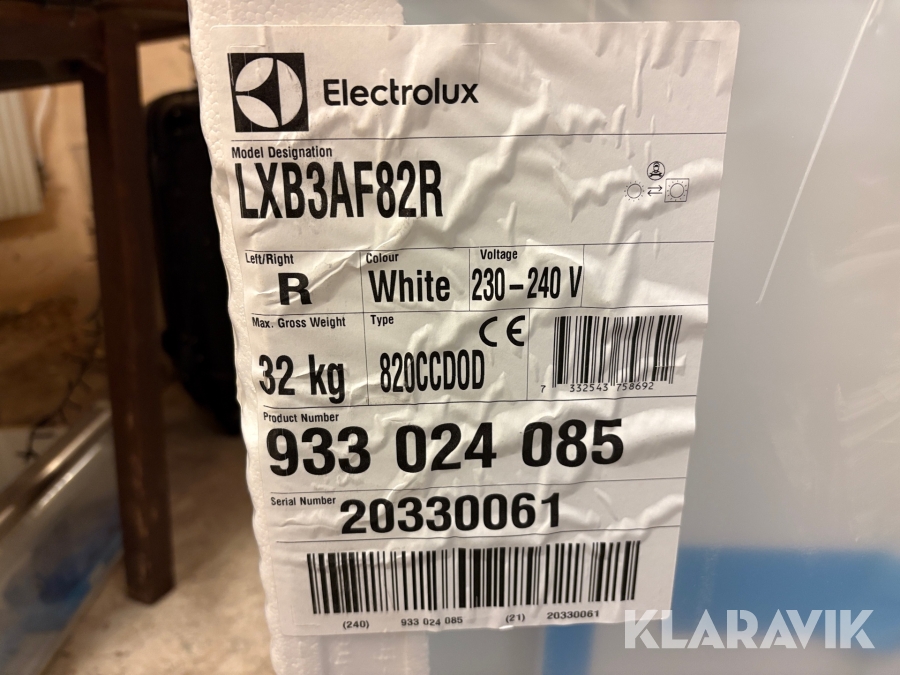 Electrolux
Model Designation
LXB3AF82R
Left/Right
R
Colour
White
Voltage
230-240 V
Max. Gross Weight
32 kg
Type
820CCDOD
CE
7 332543 758692
Product Number
933 024 085
Serial Number
20330061
(240) 933 024 085 (21) 20330061
KLARAVIK